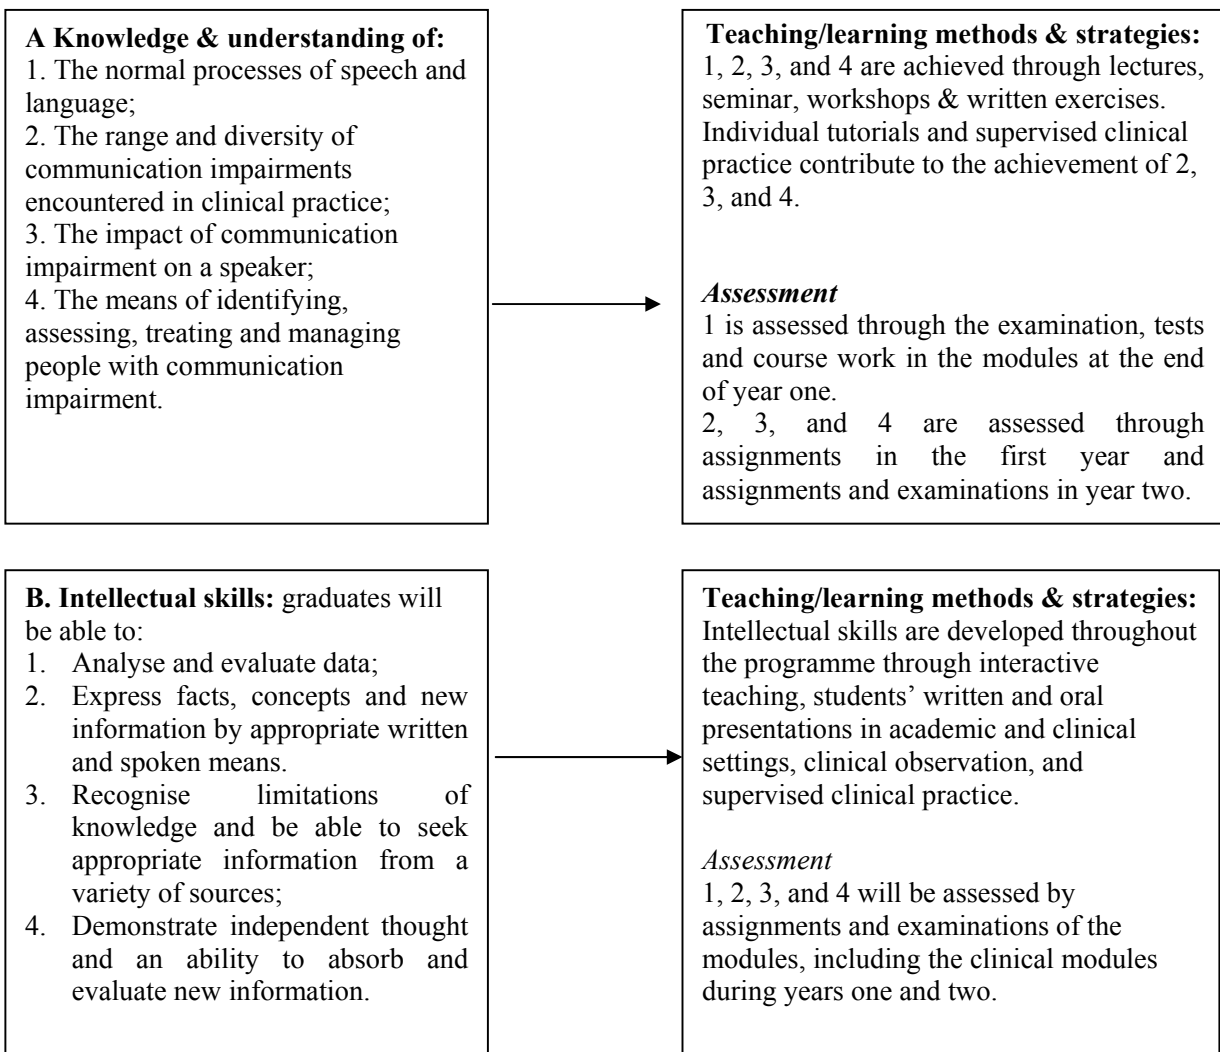 A Knowledge & understanding of:
1. The normal processes of speech and
language;
2. The range and diversity of
communication impairments
encountered in clinical practice;
3. The impact of communication
impairment on a speaker;
4. The means of identifying,
assessing, treating and managing
people with communication
impairment.
Teaching/learning methods & strategies:
1, 2, 3, and 4 are achieved through lectures,
seminar, workshops & written exercises.
Individual tutorials and supervised clinical
practice contribute to the achievement of 2,
3, and 4.
Assessment
1 is assessed through the examination, tests
and course work in the modules at the end
of year one.
2, 3, and 4 are assessed through
assignments in the first year and
assignments and examinations in year two.
B. Intellectual skills: graduates will
be able to:
1. Analyse and evaluate data;
2. Express facts, concepts and new
information by appropriate written
and spoken means.
3. Recognise limitations of
knowledge and be able to seek
appropriate information from a
variety of sources;
4. Demonstrate independent thought
and an ability to absorb and
evaluate new information.
Teaching/learning methods & strategies:
Intellectual skills are developed throughout
the programme through interactive
teaching, students’ written and oral
presentations in academic and clinical
settings, clinical observation, and
supervised clinical practice.
Assessment
1, 2, 3, and 4 will be assessed by
assignments and examinations of the
modules, including the clinical modules
during years one and two.